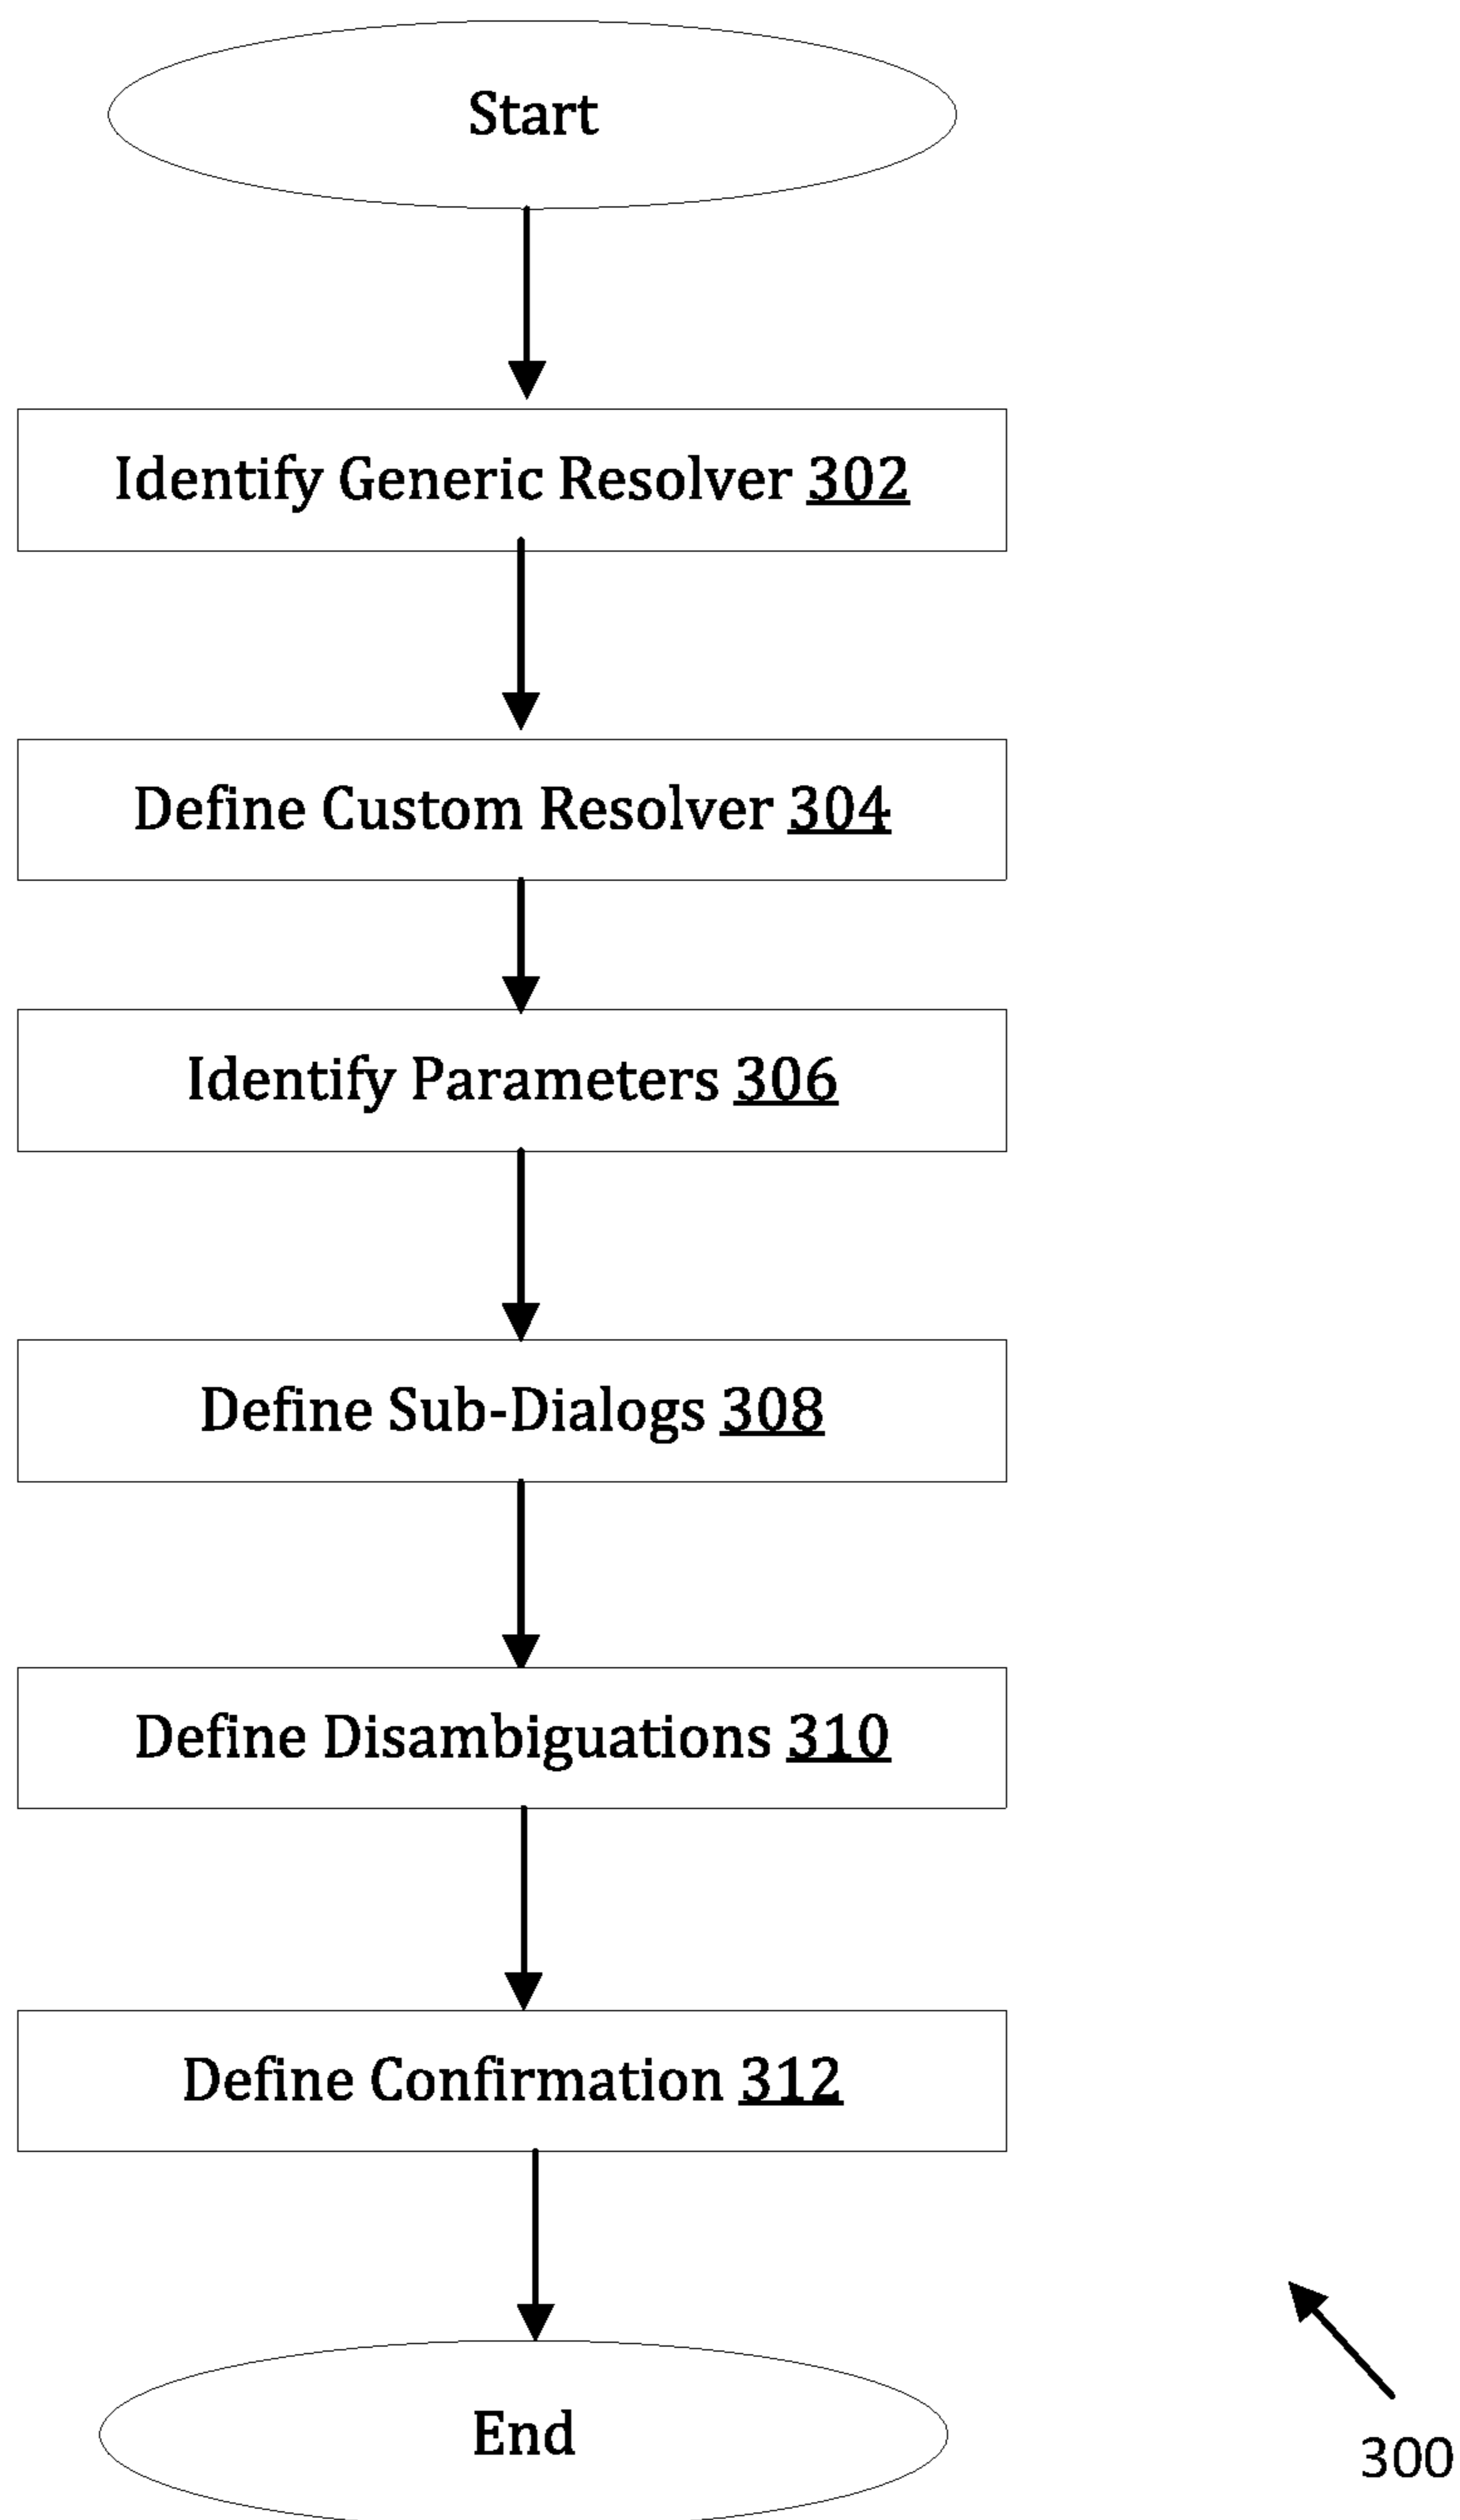 Start
Identify Generic Resolver 302
Define Custom Resolver 304
Identify Parameters 306
Define Sub-Dialogs 308
Define Disambiguations 310
Define Confirmation 312
End
300